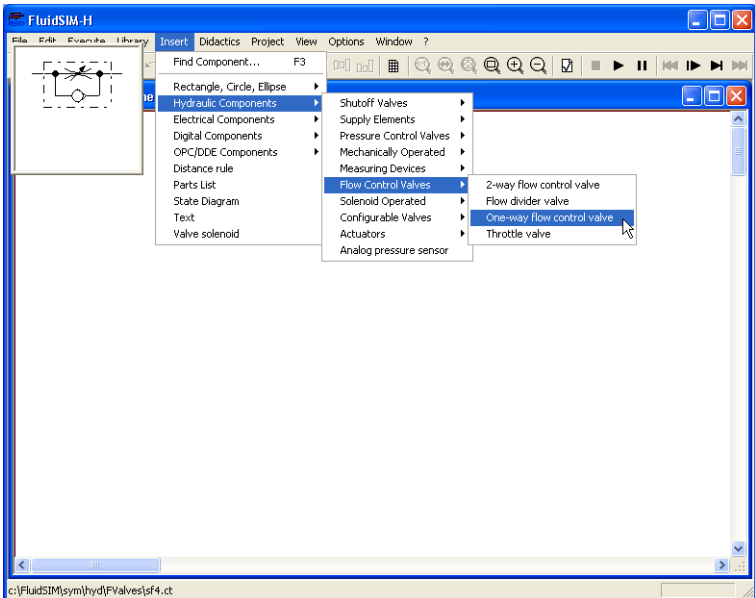 FluidSIM-H
File Edit Execute Library Insert Didactics Project View Options Window ?
Find Component... F3
Rectangle, Circle, Ellipse
Hydraulic Components
Electrical Components
Digital Components
OPC/DDE Components
Distance rule
Parts List
State Diagram
Text
Valve solenoid
Shutoff Valves
Supply Elements
Pressure Control Valves
Mechanically Operated
Measuring Devices
Flow Control Valves
Solenoid Operated
Configurable Valves
Actuators
Analog pressure sensor
2-way flow control valve
Flow divider valve
One-way flow control valve
Throttle valve
c:\FluidSIM\sym\hyd\FValves\sf4.ct